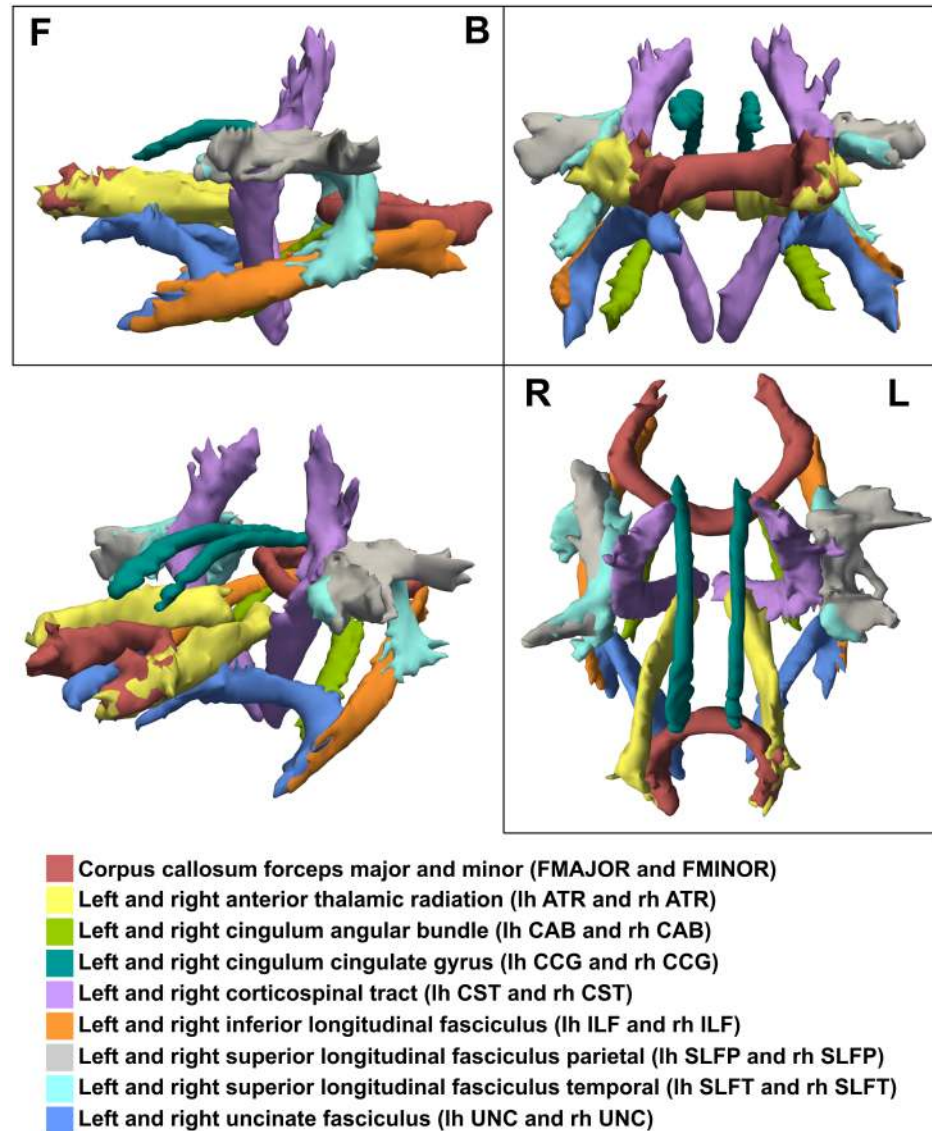 F
B
R
L
Corpus callosum forceps major and minor (FMAJOR and FMINOR)
Left and right anterior thalamic radiation (lh ATR and rh ATR)
Left and right cingulum angular bundle (lh CAB and rh CAB)
Left and right cingulum cingulate gyrus (lh CCG and rh CCG)
Left and right corticospinal tract (lh CST and rh CST)
Left and right inferior longitudinal fasciculus (lh ILF and rh ILF)
Left and right superior longitudinal fasciculus parietal (lh SLFP and rh SLFP)
Left and right superior longitudinal fasciculus temporal (lh SLFT and rh SLFT)
Left and right uncinate fasciculus (lh UNC and rh UNC)